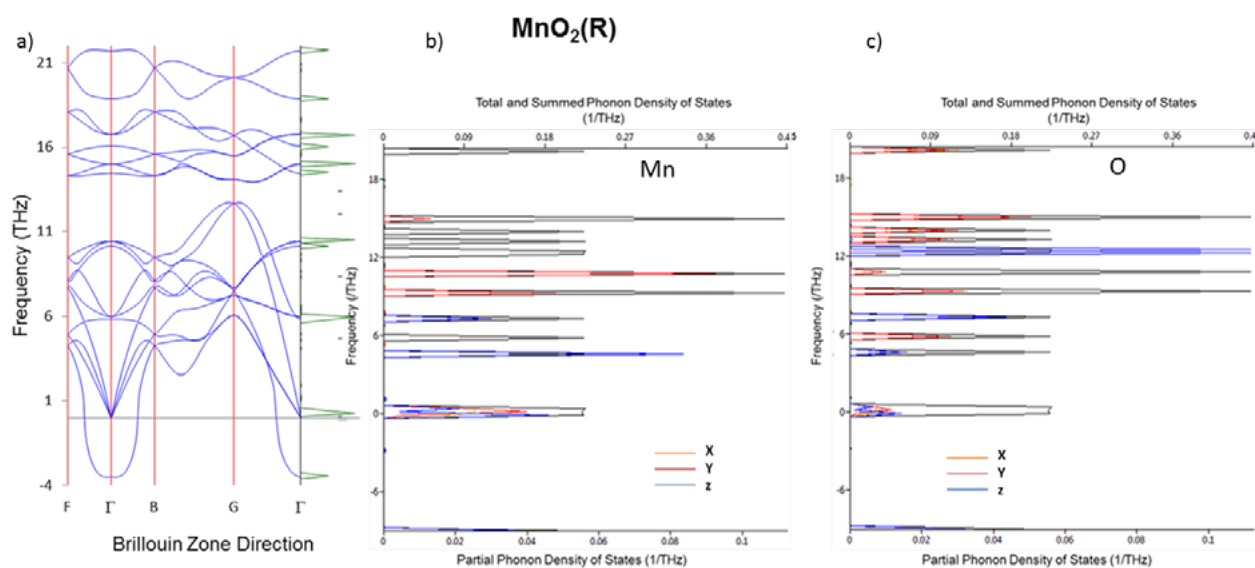 MnO2(R)
a)
21
16
11
6
1
-4
Frequency (THz)
F Γ B G Γ
Brillouin Zone Direction
b)
Total and Summed Phonon Density of States
(1/THz)
0 0.09 0.18 0.27 0.36 0.45
Mn
18
12
6
0
-6
Frequency (/THz)
X
Y
z
0 0.02 0.04 0.06 0.08 0.1
Partial Phonon Density of States (1/THz)
c)
Total and Summed Phonon Density of States
(1/THz)
0 0.09 0.18 0.27 0.36 0.4
O
18
12
6
0
-6
Frequency (/THz)
X
Y
z
0 0.02 0.04 0.06 0.08 0.1
Partial Phonon Density of States (1/THz)